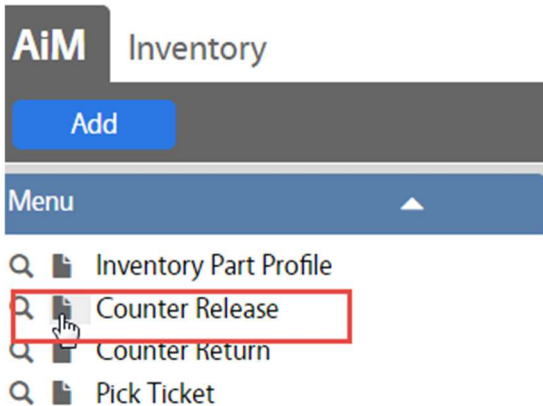 AiM Inventory
Add
Menu
Inventory Part Profile
Counter Release
Counter Return
Pick Ticket